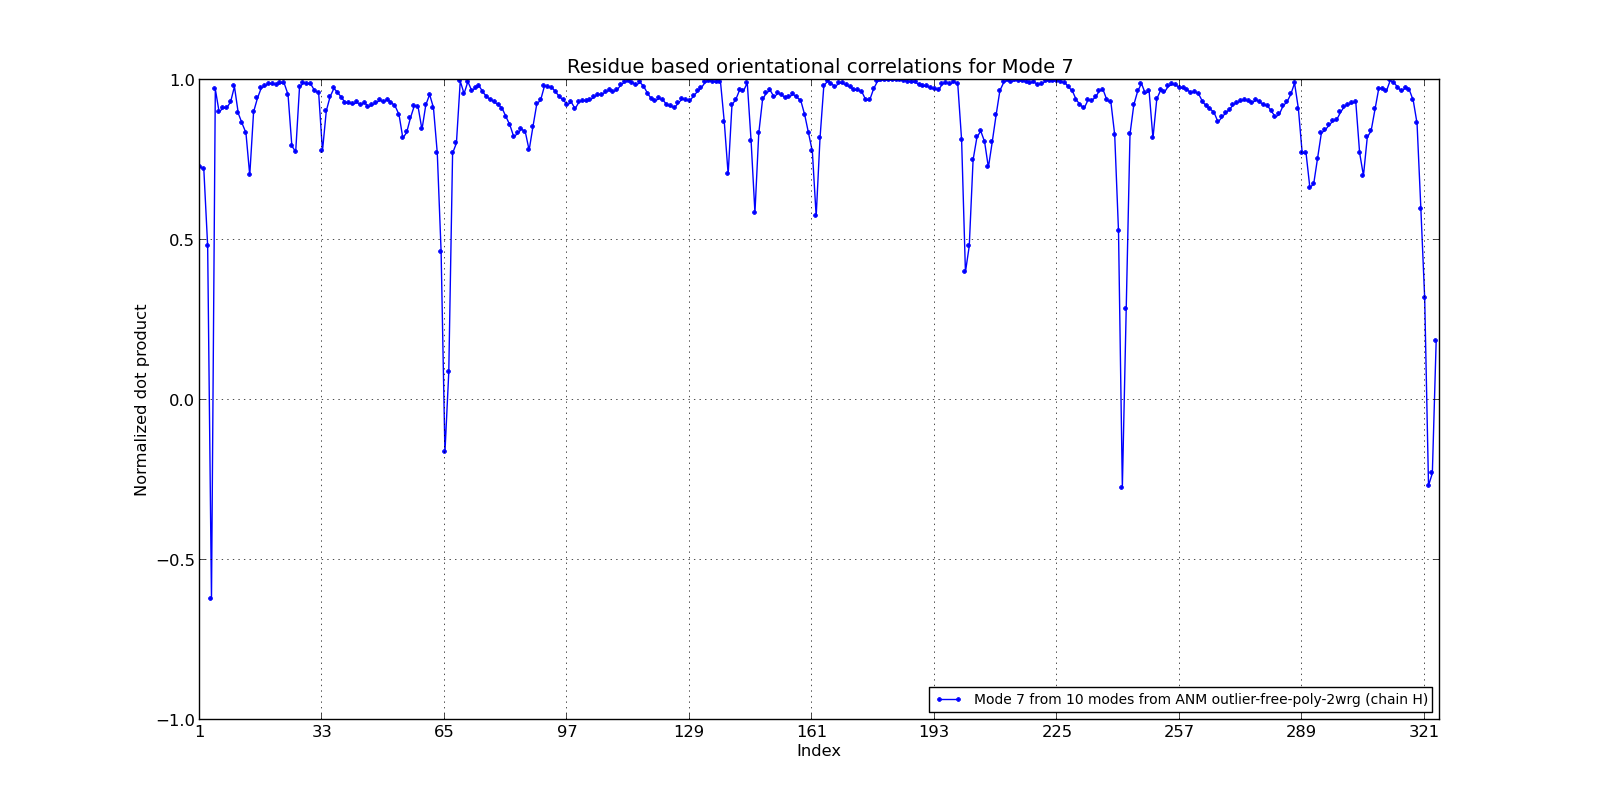 Residue based orientational correlations for Mode 7
1.0
0.5
0.0
−0.5
−1.0
Normalized dot product
1 33 65 97 129 161 193 225 257 289 321
Index
Mode 7 from 10 modes from ANM outlier-free-poly-2wrg (chain H)